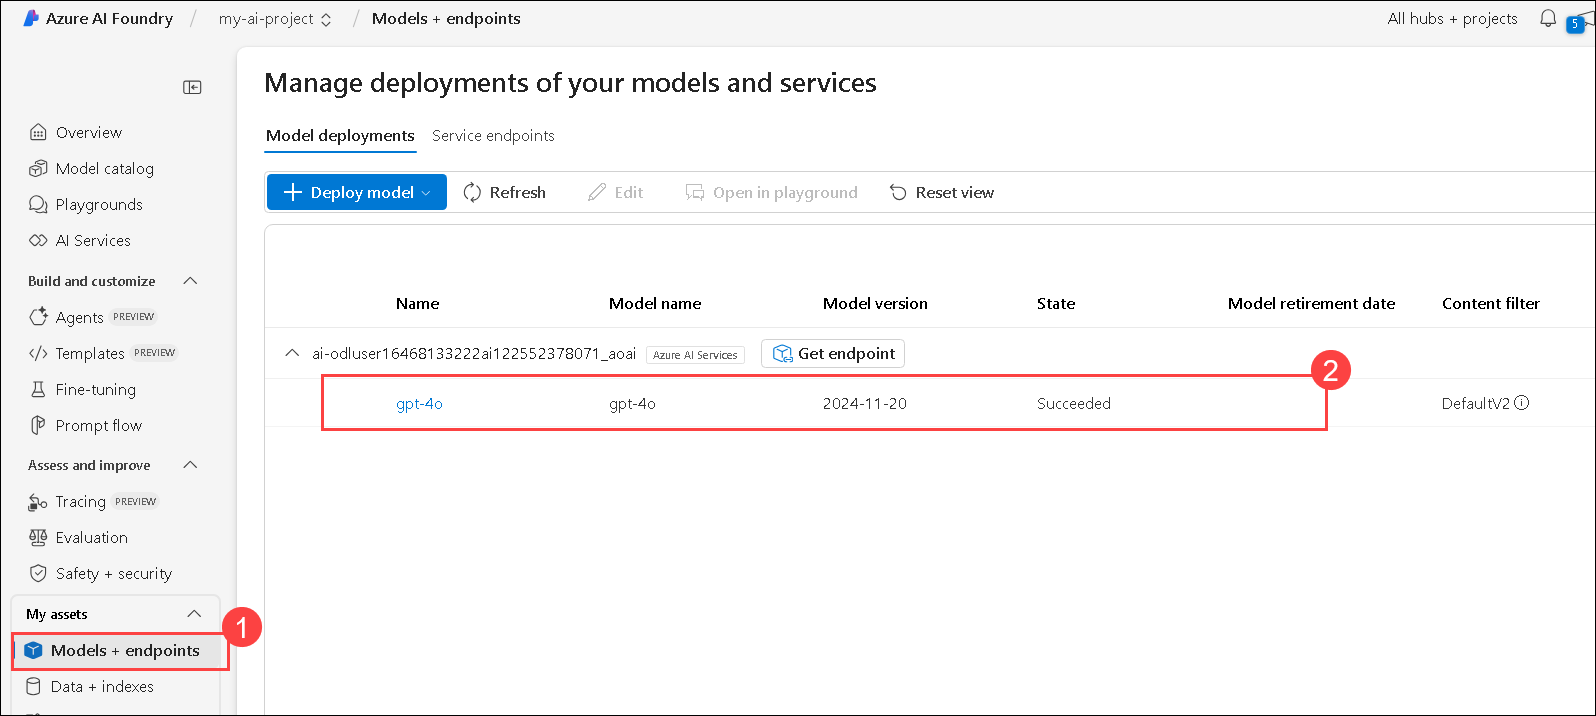 Azure AI Foundry / my-ai-project / Models + endpoints All hubs + projects 5
Manage deployments of your models and services
Model deployments Service endpoints
Deploy model Refresh Edit Open in playground Reset view
Name Model name Model version State Model retirement date Content filter
ai-odluser16468133222ai122552378071_aoai Azure AI Services Get endpoint
2
gpt-4o gpt-4o 2024-11-20 Succeeded DefaultV2
Overview
Model catalog
Playgrounds
AI Services
Build and customize
Agents PREVIEW
Templates PREVIEW
Fine-tuning
Prompt flow
Assess and improve
Tracing PREVIEW
Evaluation
Safety + security
My assets
1
Models + endpoints
Data + indexes